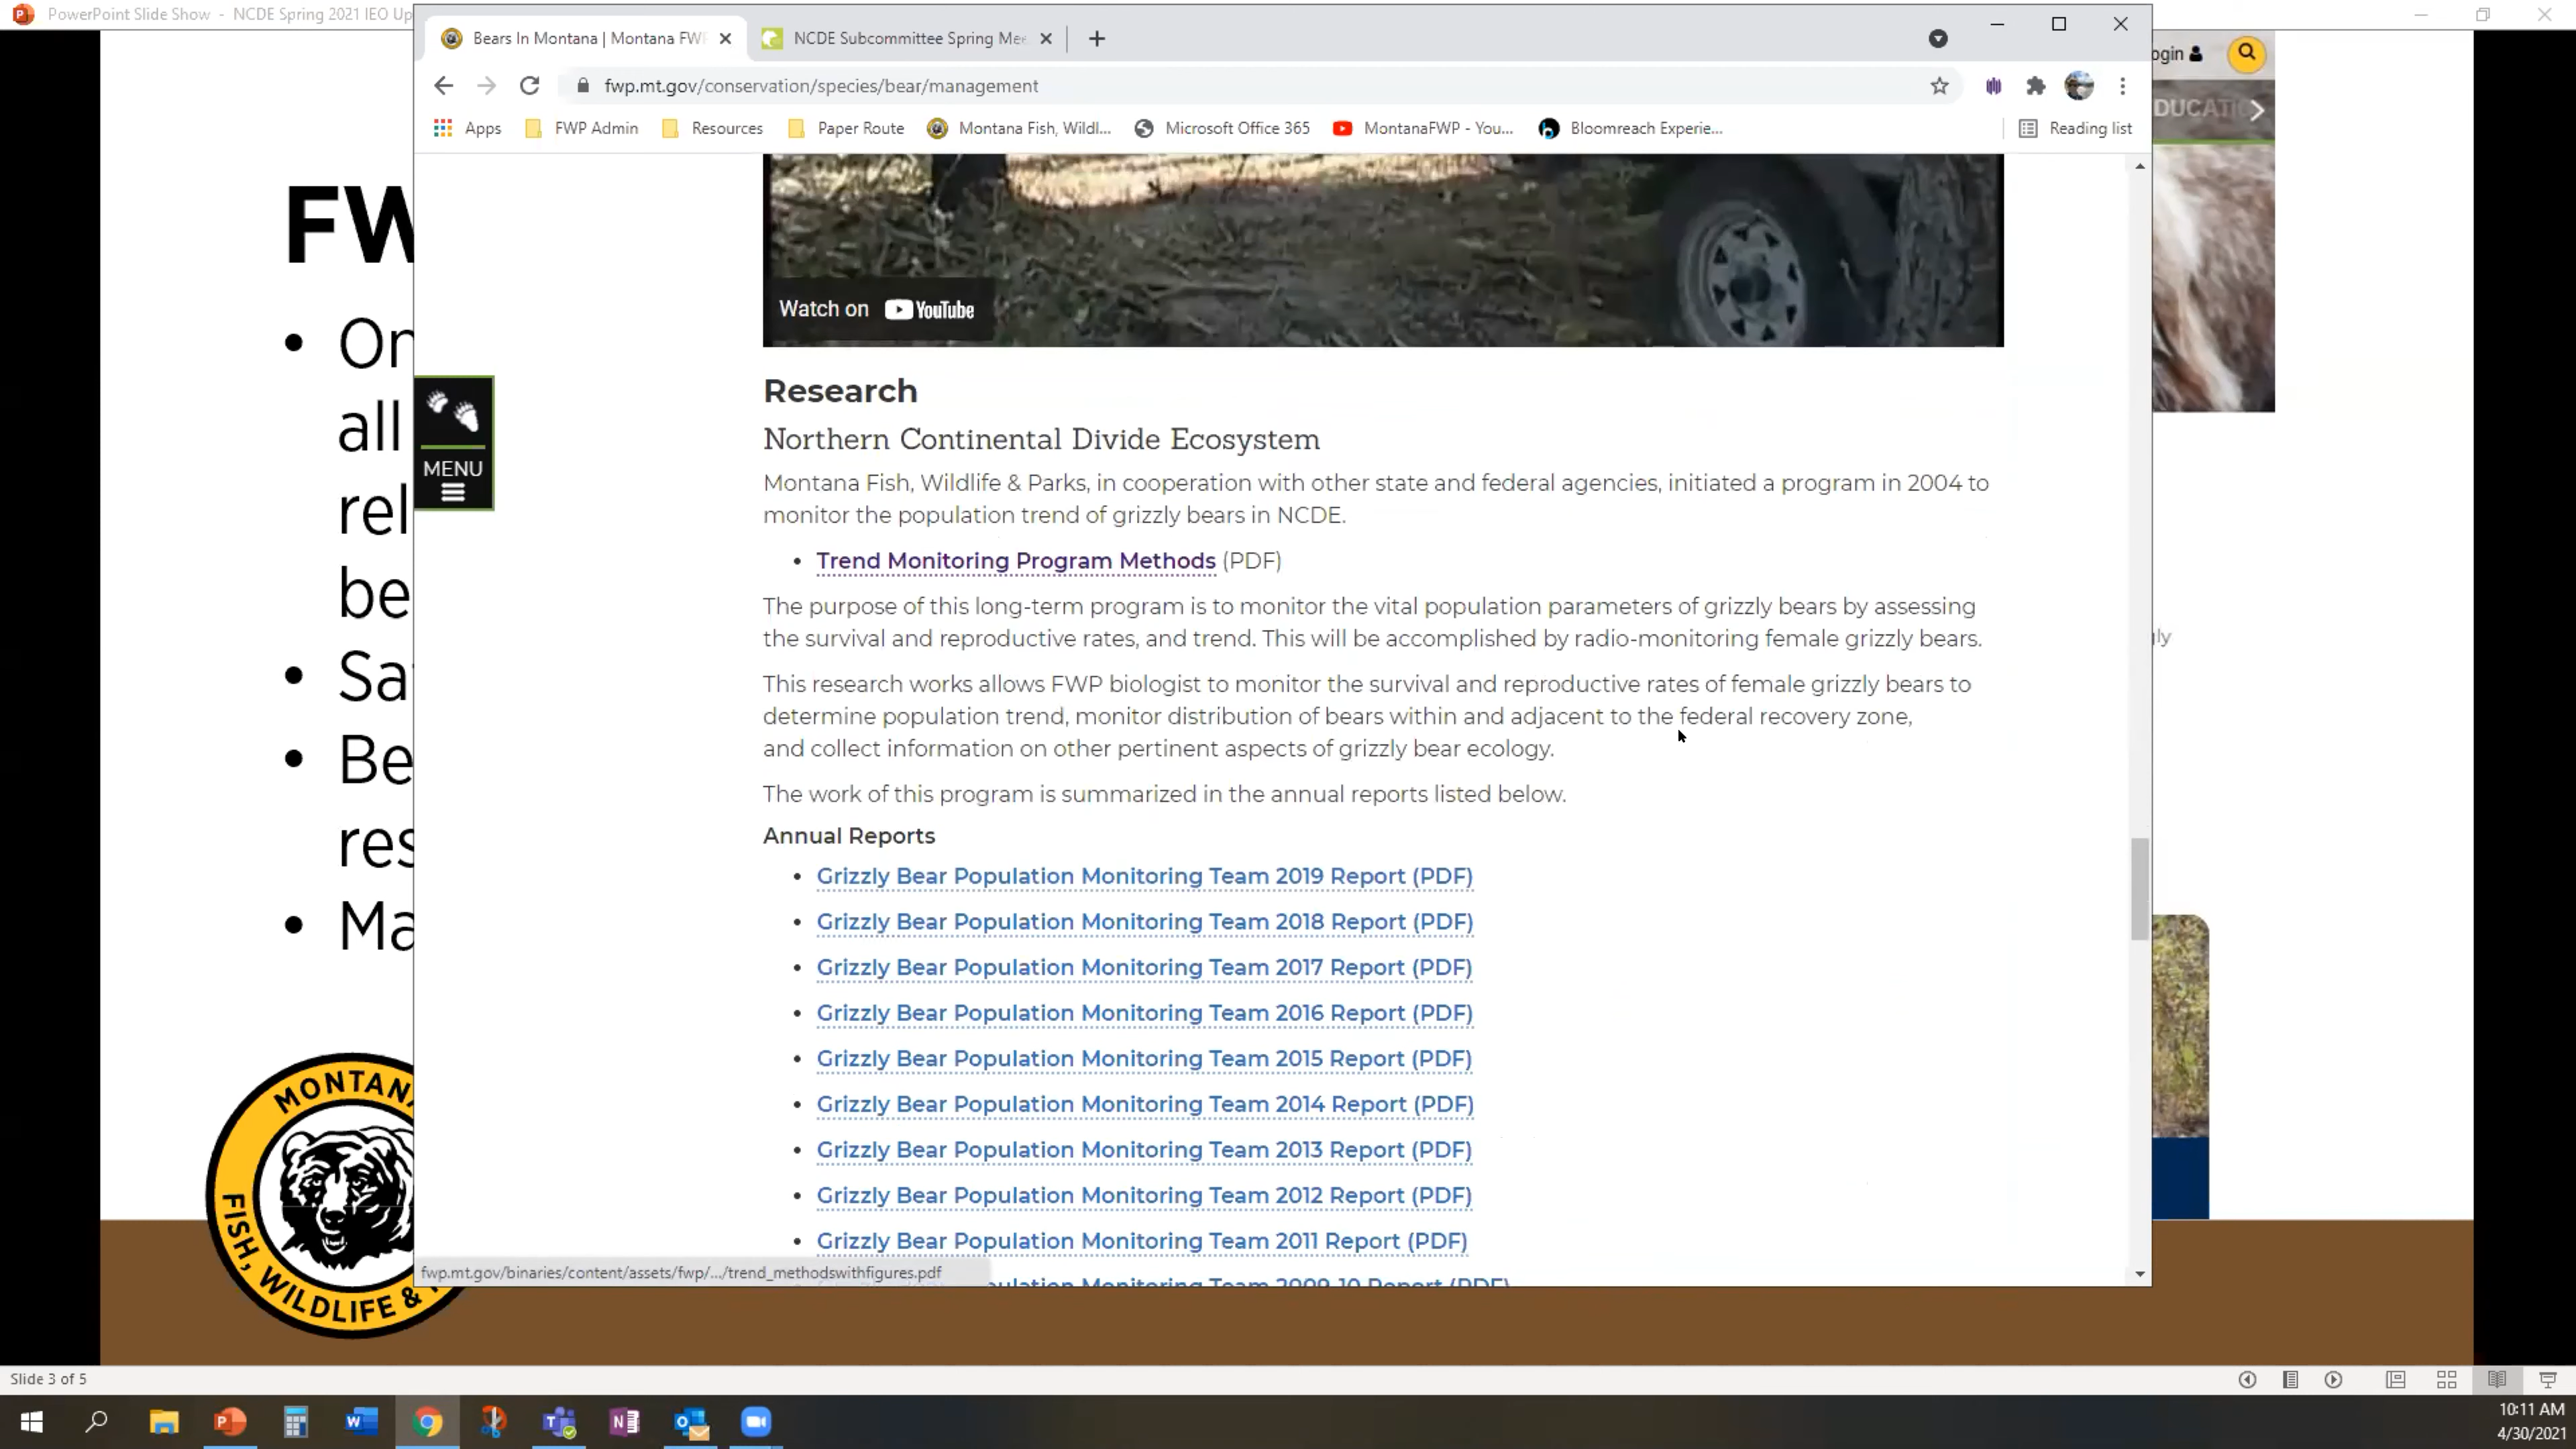 PowerPoint Slide Show - NCDE Spring 2021 IEO Up
Bears In Montana | Montana FWP
NCDE Subcommittee Spring Mee
fwp.mt.gov/conservation/species/bear/management
ogin
Apps
FWP Admin
Resources
Paper Route
Montana Fish, Wildl...
Microsoft Office 365
MontanaFWP - You...
Bloomreach Experie...
Reading list
DUCATIO
FW
• Or
all
rel
be
• Sa
• Be
res
• Ma
MENU
Watch on YouTube
Research
Northern Continental Divide Ecosystem
Montana Fish, Wildlife & Parks, in cooperation with other state and federal agencies, initiated a program in 2004 to
monitor the population trend of grizzly bears in NCDE.
• Trend Monitoring Program Methods (PDF)
The purpose of this long-term program is to monitor the vital population parameters of grizzly bears by assessing
the survival and reproductive rates, and trend. This will be accomplished by radio-monitoring female grizzly bears.
This research works allows FWP biologist to monitor the survival and reproductive rates of female grizzly bears to
determine population trend, monitor distribution of bears within and adjacent to the federal recovery zone,
and collect information on other pertinent aspects of grizzly bear ecology.
The work of this program is summarized in the annual reports listed below.
Annual Reports
• Grizzly Bear Population Monitoring Team 2019 Report (PDF)
• Grizzly Bear Population Monitoring Team 2018 Report (PDF)
• Grizzly Bear Population Monitoring Team 2017 Report (PDF)
• Grizzly Bear Population Monitoring Team 2016 Report (PDF)
• Grizzly Bear Population Monitoring Team 2015 Report (PDF)
• Grizzly Bear Population Monitoring Team 2014 Report (PDF)
• Grizzly Bear Population Monitoring Team 2013 Report (PDF)
• Grizzly Bear Population Monitoring Team 2012 Report (PDF)
• Grizzly Bear Population Monitoring Team 2011 Report (PDF)
ulation Monitoring Team 2009-10 Report (PDF)
fwp.mt.gov/binaries/content/assets/fwp/.../trend_methodswithfigures.pdf
MONTANA
FISH, WILDLIFE &
Slide 3 of 5
10:11 AM
4/30/2021